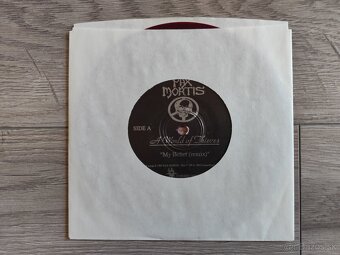 PAX
MORTIS
SIDE A
A World of Thieves
"My Better (remix)"